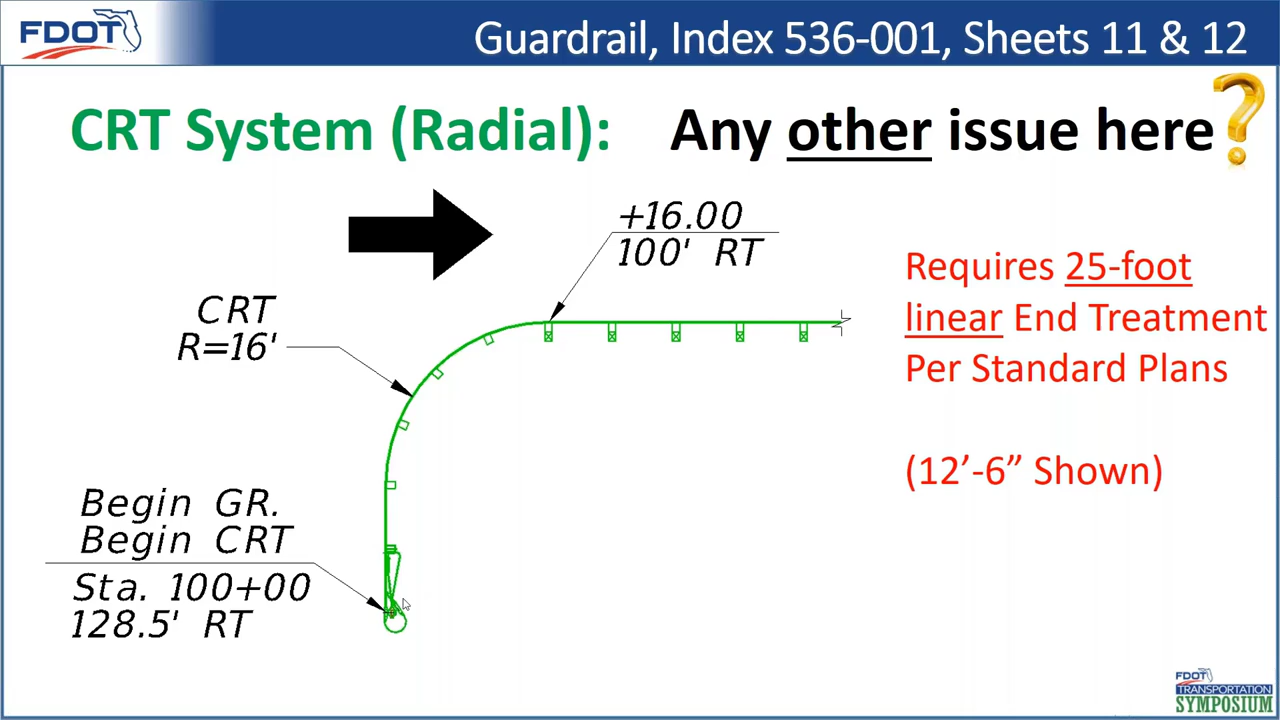 FDOT
Guardrail, Index 536-001, Sheets 11 & 12
CRT System (Radial):
Any other issue here?
+16.00
100' RT
CRT
R=16'
Requires 25-foot
linear End Treatment
Per Standard Plans
(12'-6” Shown)
Begin GR.
Begin CRT
Sta. 100+00
128.5' RT
FDOT
TRANSPORTATION
SYMPOSIUM